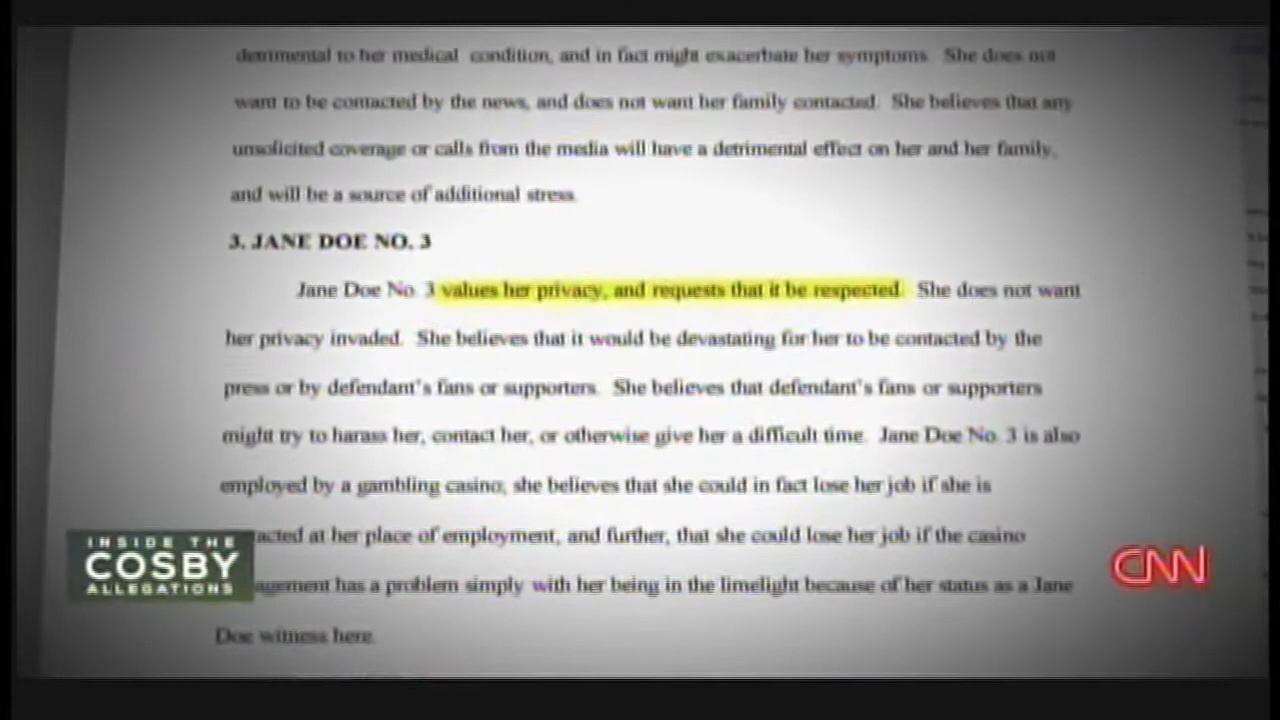 detrimental to her medical condition, and in fact might exacerbate her symptoms. She does not
want to be contacted by the news, and does not want her family contacted. She believes that any
unsolicited coverage or calls from the media will have a detrimental effect on her and her family,
and will be a source of additional stress.
3. JANE DOE NO. 3
Jane Doe No. 3 values her privacy, and requests that it be respected. She does not want
her privacy invaded. She believes that it would be devastating for her to be contacted by the
press or by defendant's fans or supporters. She believes that defendant's fans or supporters
might try to harass her, contact her, or otherwise give her a difficult time. Jane Doe No. 3 is also
employed by a gambling casino; she believes that she could in fact lose her job if she is
acted at her place of employment, and further, that she could lose her job if the casino
agement has a problem simply with her being in the limelight because of her status as a Jane
Doe witness here.
INSIDE THE
COSBY
ALLEGATIONS
CNN